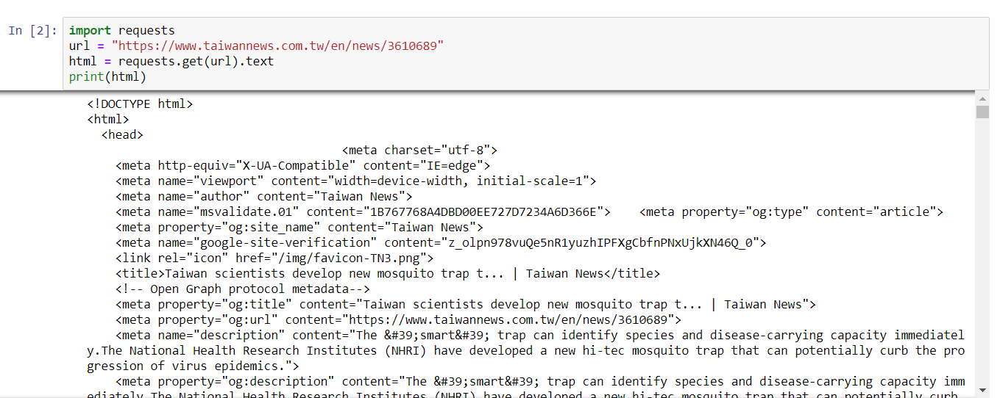 In [2]: import requests
url = "https://www.taiwannews.com.tw/en/news/3610689"
html = requests.get(url).text
print(html)
<!DOCTYPE html>
<html>
<head>
<meta charset="utf-8">
<meta http-equiv="X-UA-Compatible" content="IE=edge">
<meta name="viewport" content="width=device-width, initial-scale=1">
<meta name="author" content="Taiwan News">
<meta name="msvalidate.01" content="1B767768A4DBD00EE727D7234A6D366E">    <meta property="og:type" content="article">
<meta property="og:site_name" content="Taiwan News">
<meta name="google-site-verification" content="z_olpn978vuQe5nR1yuzhIPFXgCbfnPNxUjkXN46Q_0">
<link rel="icon" href="/img/favicon-TN3.png">
<title>Taiwan scientists develop new mosquito trap t... | Taiwan News</title>
<!-- Open Graph protocol metadata-->
<meta property="og:title" content="Taiwan scientists develop new mosquito trap t... | Taiwan News">
<meta property="og:url" content="https://www.taiwannews.com.tw/en/news/3610689">
<meta name="description" content="The &#39;smart&#39; trap can identify species and disease-carrying capacity immediatel
y.The National Health Research Institutes (NHRI) have developed a new hi-tec mosquito trap that can potentially curb the pro
gression of virus epidemics.">
<meta property="og:description" content="The &#39;smart&#39; trap can identify species and disease-carrying capacity imm
ediately.The National Health Research Institutes (NHRI) have developed a new hi-tec mosquito trap that can potentially curb